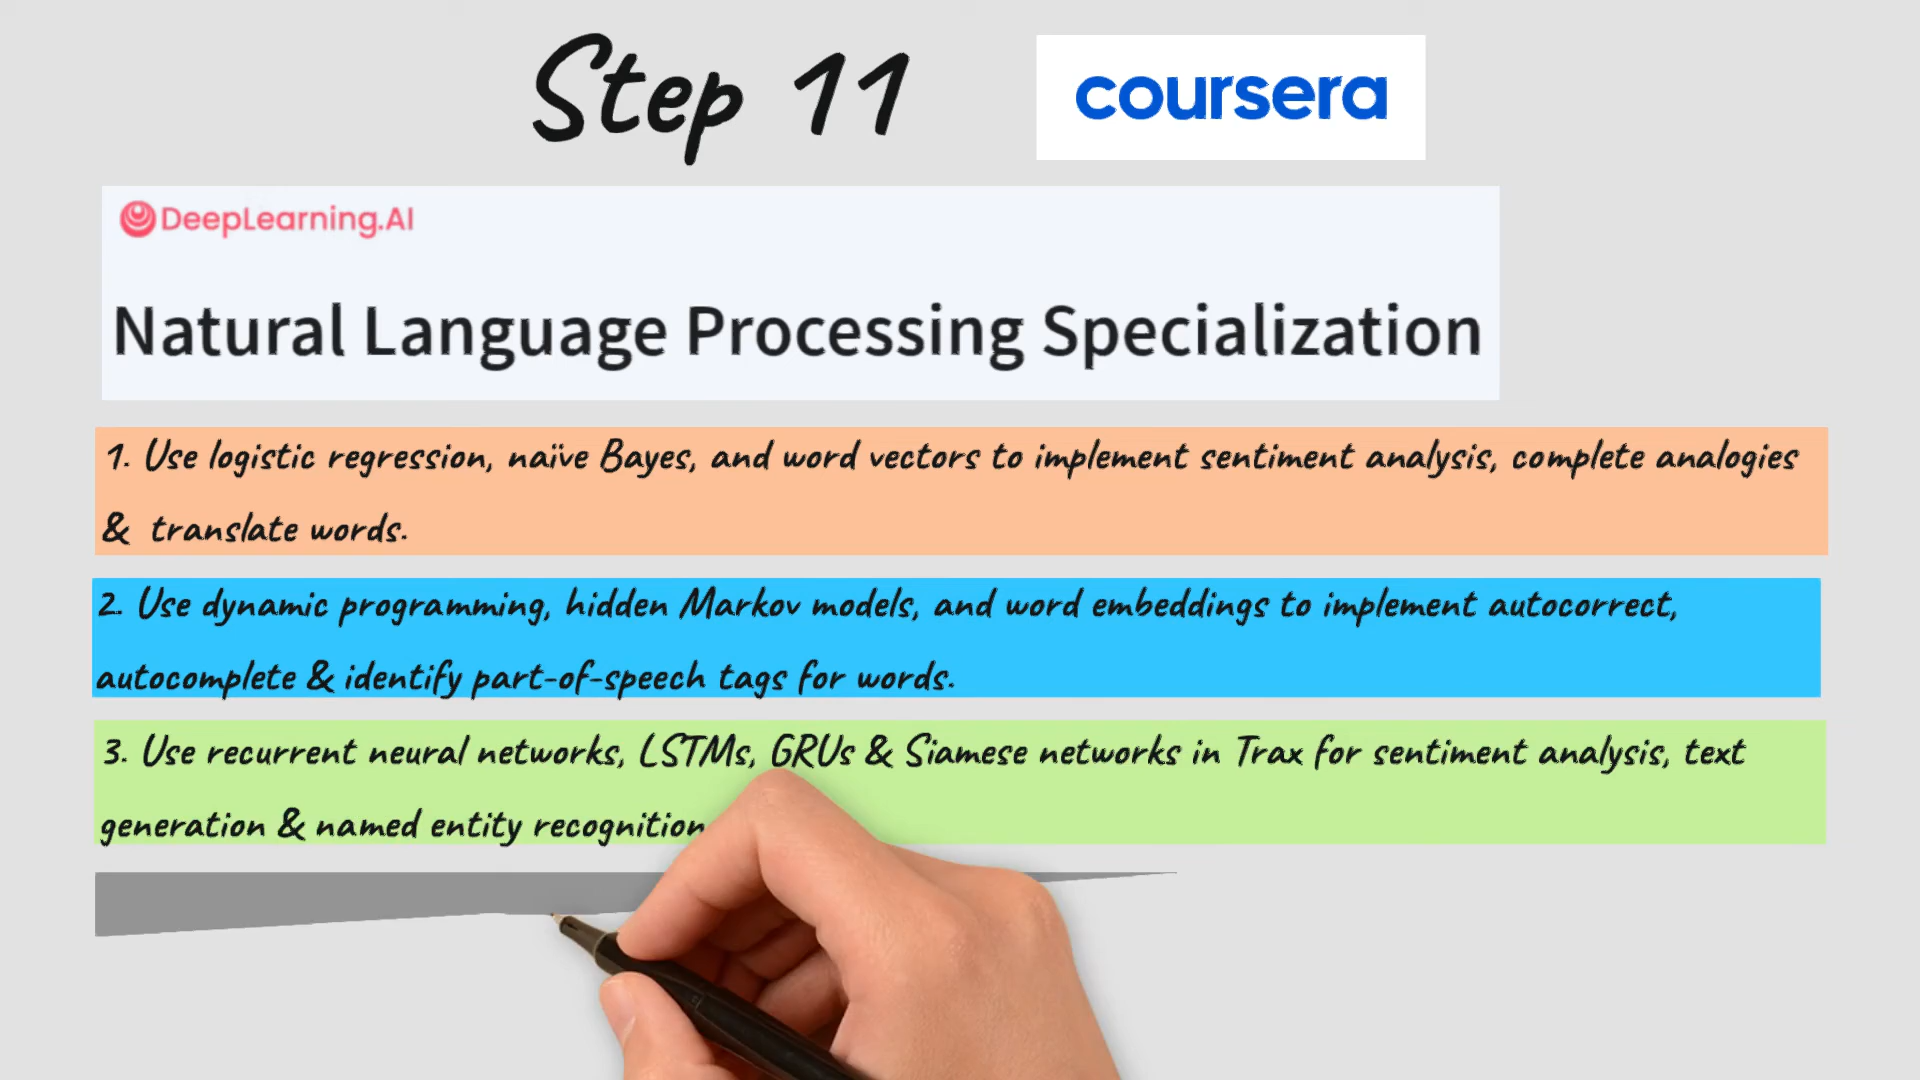 Step 11
coursera
DeepLearning.AI
Natural Language Processing Specialization
1. Use logistic regression, naïve Bayes, and word vectors to implement sentiment analysis, complete analogies
& translate words.
2. Use dynamic programming, hidden Markov models, and word embeddings to implement autocorrect,
autocomplete & identify part-of-speech tags for words.
3. Use recurrent neural networks, LSTMs, GRUs & Siamese networks in Trax for sentiment analysis, text
generation & named entity recognition